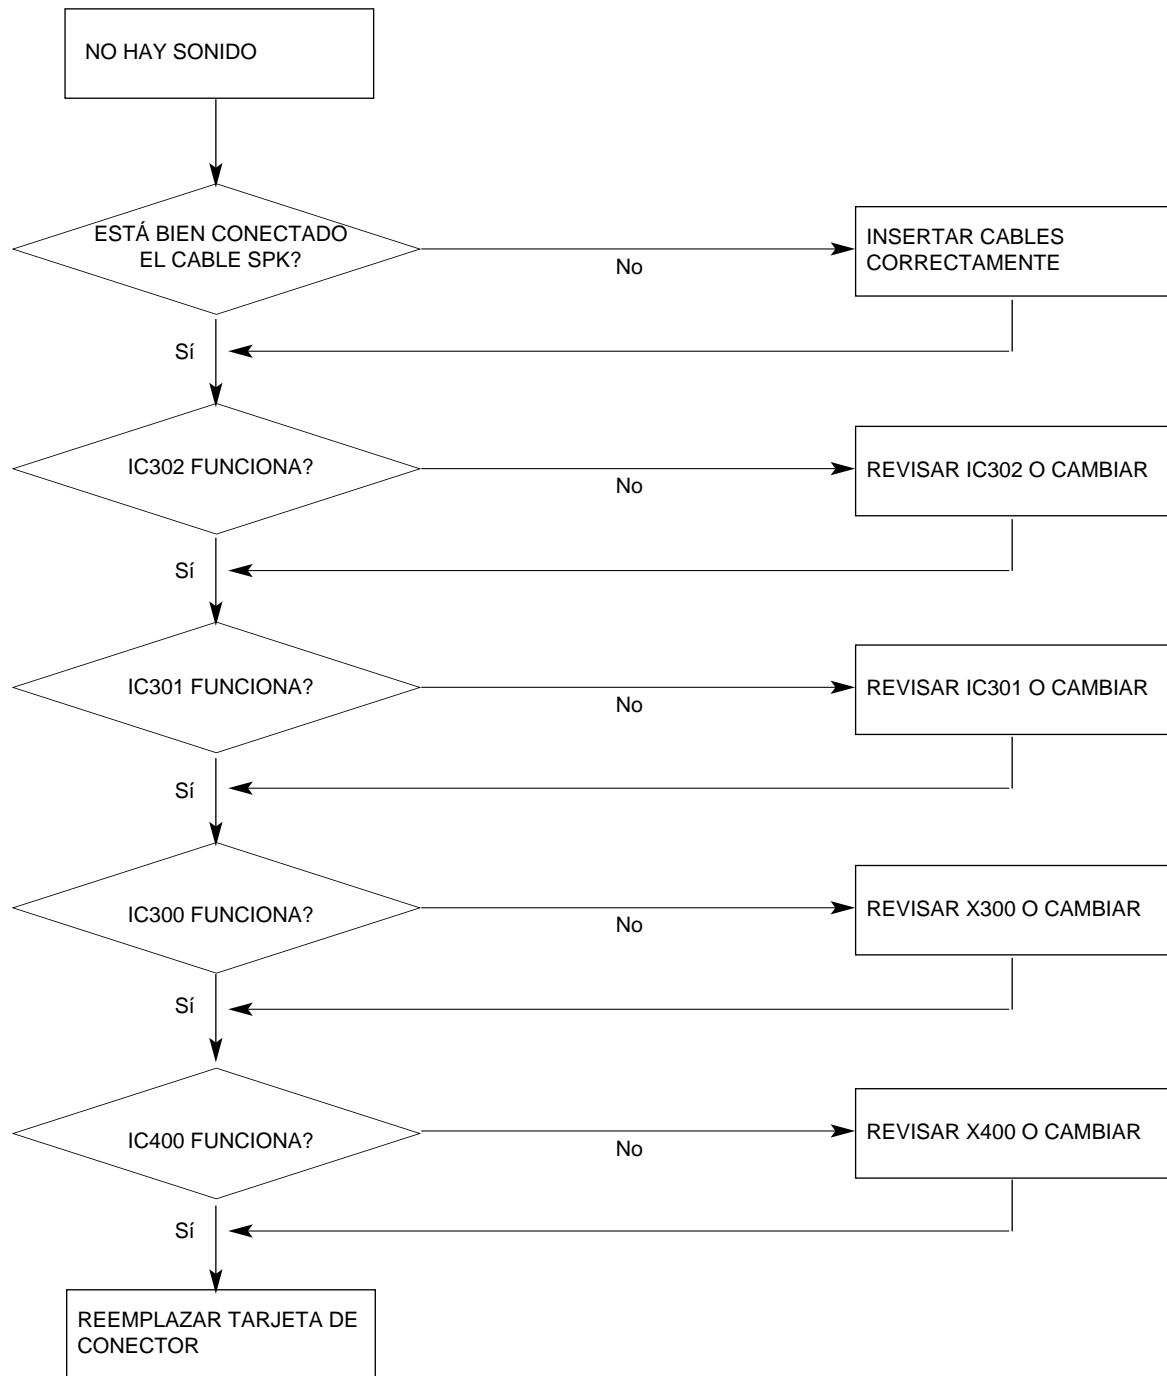 NO HAY SONIDO
ESTÁ BIEN CONECTADO
EL CABLE SPK?
No
INSERTAR CABLES
CORRECTAMENTE
Sí
IC302 FUNCIONA?
No
REVISAR IC302 O CAMBIAR
Sí
IC301 FUNCIONA?
No
REVISAR IC301 O CAMBIAR
Sí
IC300 FUNCIONA?
No
REVISAR X300 O CAMBIAR
Sí
IC400 FUNCIONA?
No
REVISAR X400 O CAMBIAR
Sí
REEMPLAZAR TARJETA DE
CONECTOR